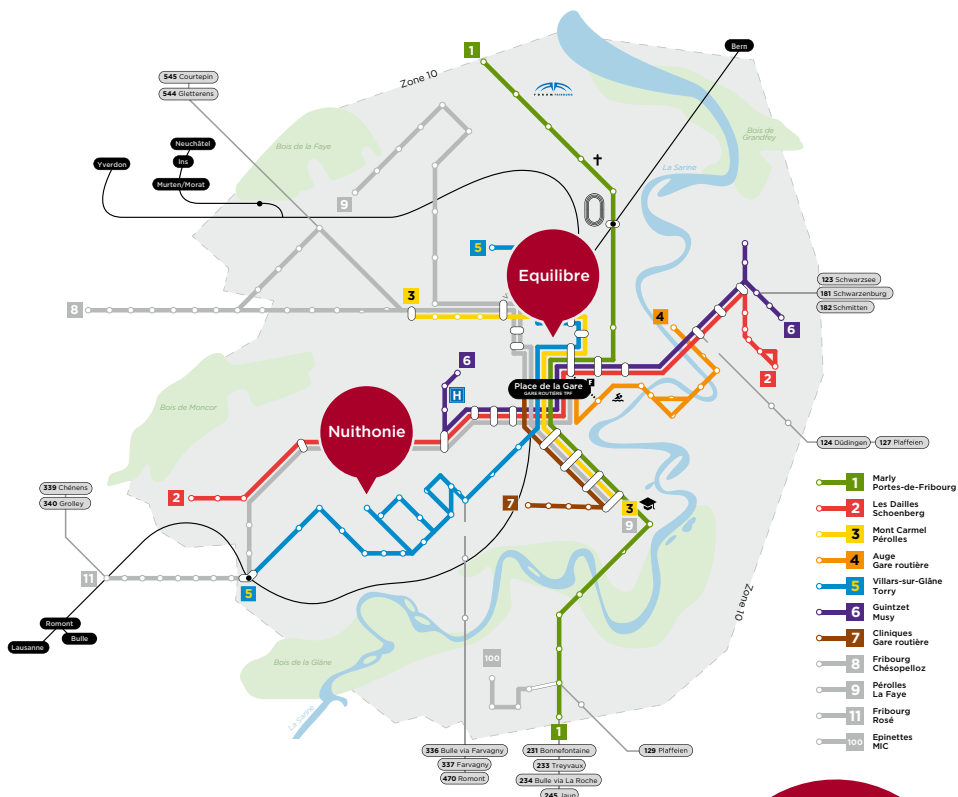 1
Zone 10
FORUM FRIBOURG
Bern
545 Courtepin
544 Gletterens
Bois de la Faye
Bois de Grandfey
Neuchâtel
Ins
Murten/Morat
Yverdon
La Sarine
9
5
Equilibre
8
3
4
123 Schwarzsee
181 Schwarzenburg
182 Schmitten
6
2
6
H
Place de la Gare
GARE ROUTIÈRE TPF
F
Bois de Moncor
Nuithonie
2
124 Düdingen
127 Plaffeien
339 Chénens
340 Grolley
7
3
9
11
5
Zone 10
Romont
Bulle
Lausanne
Bois de la Glâne
La Sarine
100
1
336 Bulle via Farvagny
337 Farvagny
470 Romont
231 Bonnefontaine
233 Treyvaux
234 Bulle via La Roche
245 Jaun
129 Plaffeien
1 Marly
Portes-de-Fribourg
2 Les Dailles
Schoenberg
3 Mont Carmel
Pérolles
4 Auge
Gare routière
5 Villars-sur-Glâne
Torry
6 Guintzet
Musy
7 Cliniques
Gare routière
8 Fribourg
Chésopelloz
9 Pérolles
La Faye
11 Fribourg
Rosé
100 Epinettes
MIC